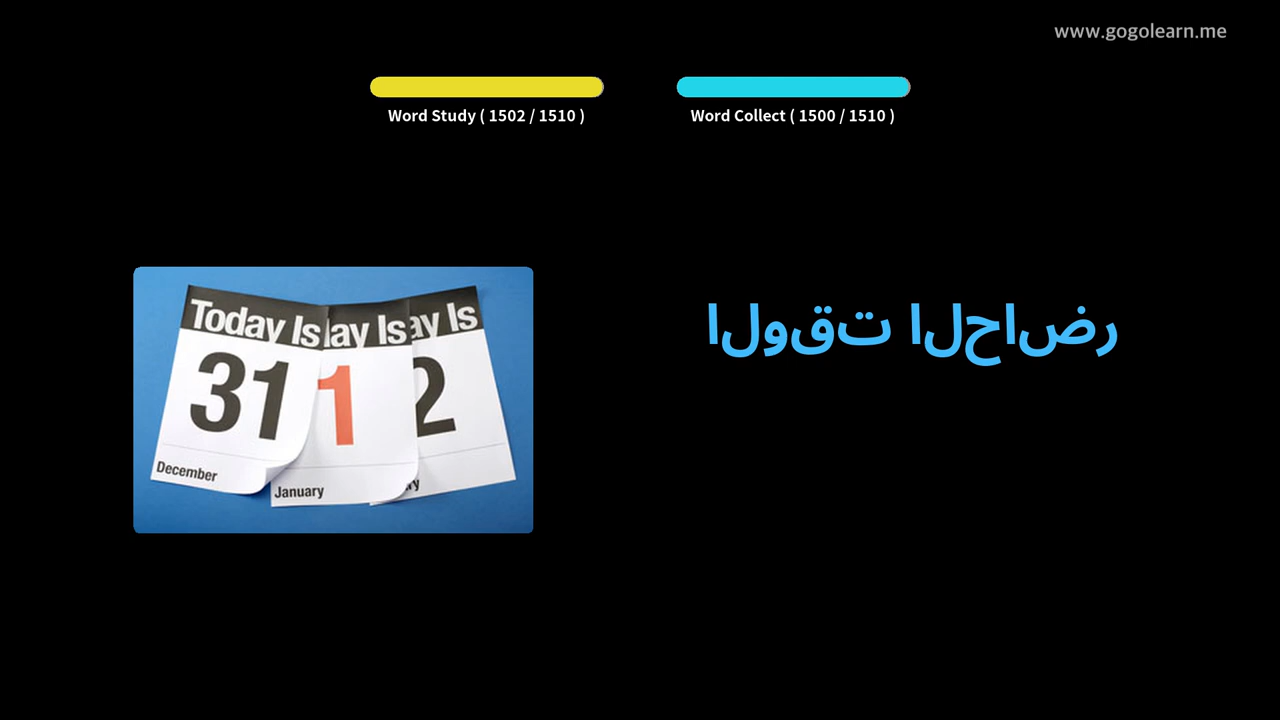 www.gogolearn.me
Word Study ( 1502 / 1510 )
Word Collect ( 1500 / 1510 )
الوقت الحاضر
Today Is
31
December
ay Is
1
January
ay Is
2
ry